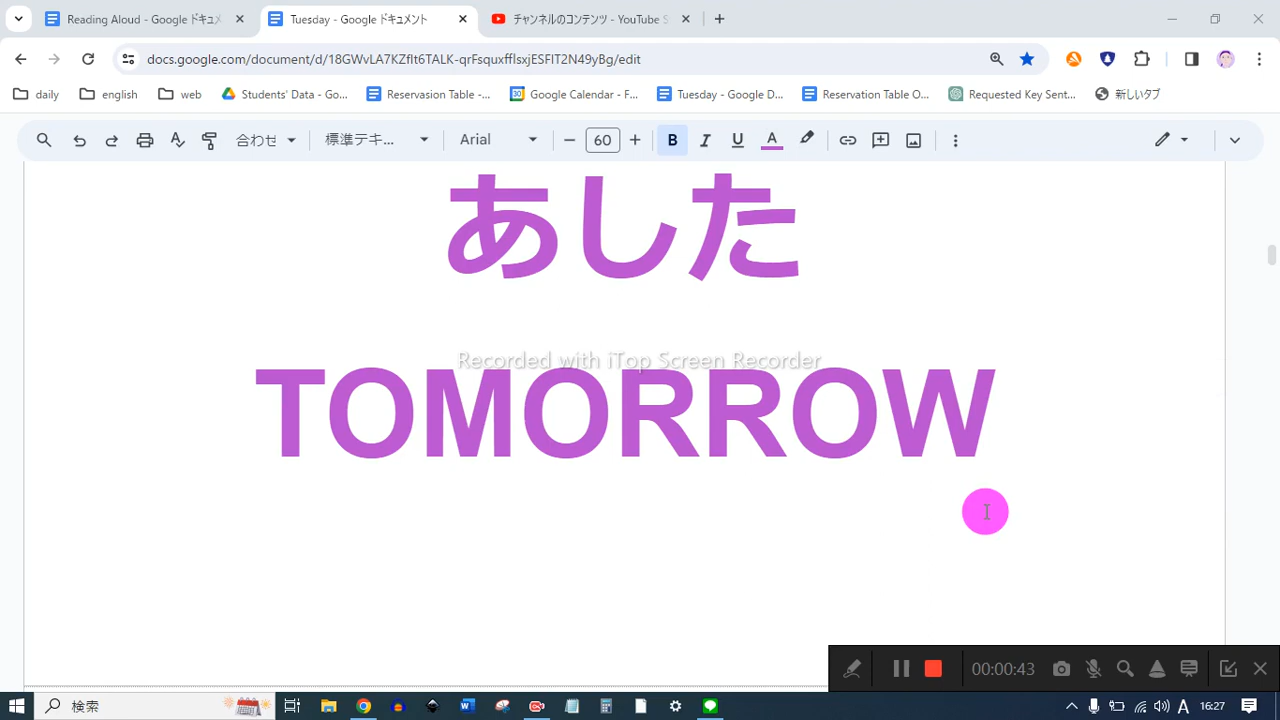 Reading Aloud - Google ドキュメ
Tuesday - Google ドキュメント
チャンネルのコンテンツ - YouTube S
docs.google.com/document/d/
daily
english
web
Students' Data - Go...
Reservasion Table -...
Google Calendar - F...
Tuesday - Google D...
Reservation Table O...
Requested Key Sent...
新しいタブ
合わせ
標準テキ...
Arial
60
B
I
U
A
あした
Recorded with iTop Screen Recorder
TOMORROW
00:00:43
検索
A
16:27